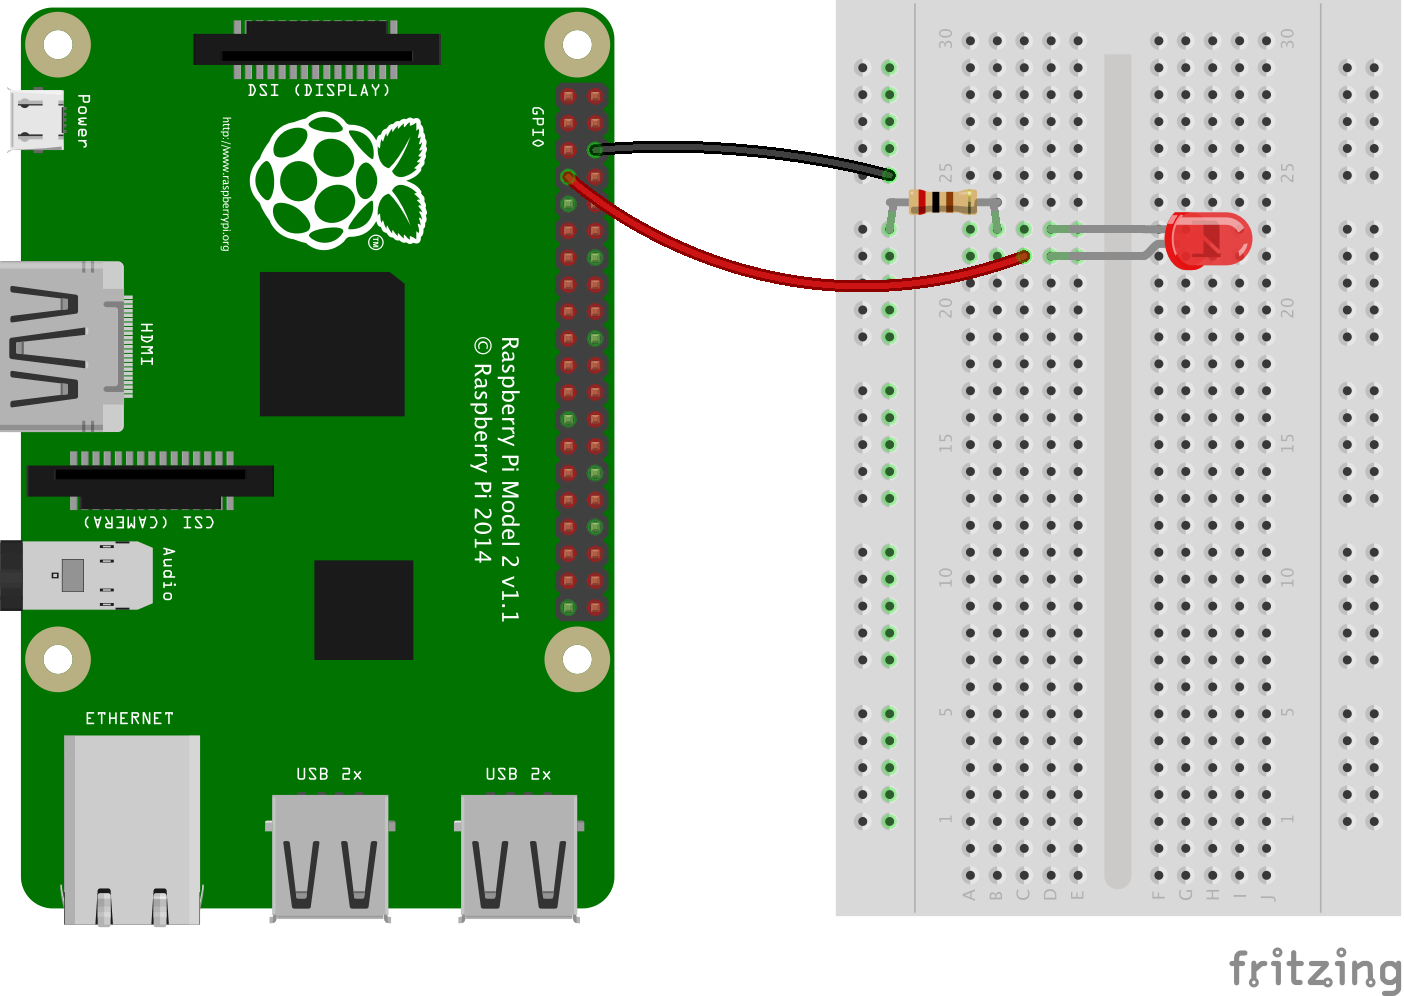 DSI (DISPLAY)
Power
http://www.raspberrypi.org
TM
GPIO
HDMI
Raspberry Pi Model 2 v1.1
© Raspberry Pi 2014
CSI (CAMERA)
Audio
ETHERNET
USB 2x
USB 2x
30
30
25
25
20
20
15
15
10
10
5
5
1
1
A B C D E F G H I J
fritzing